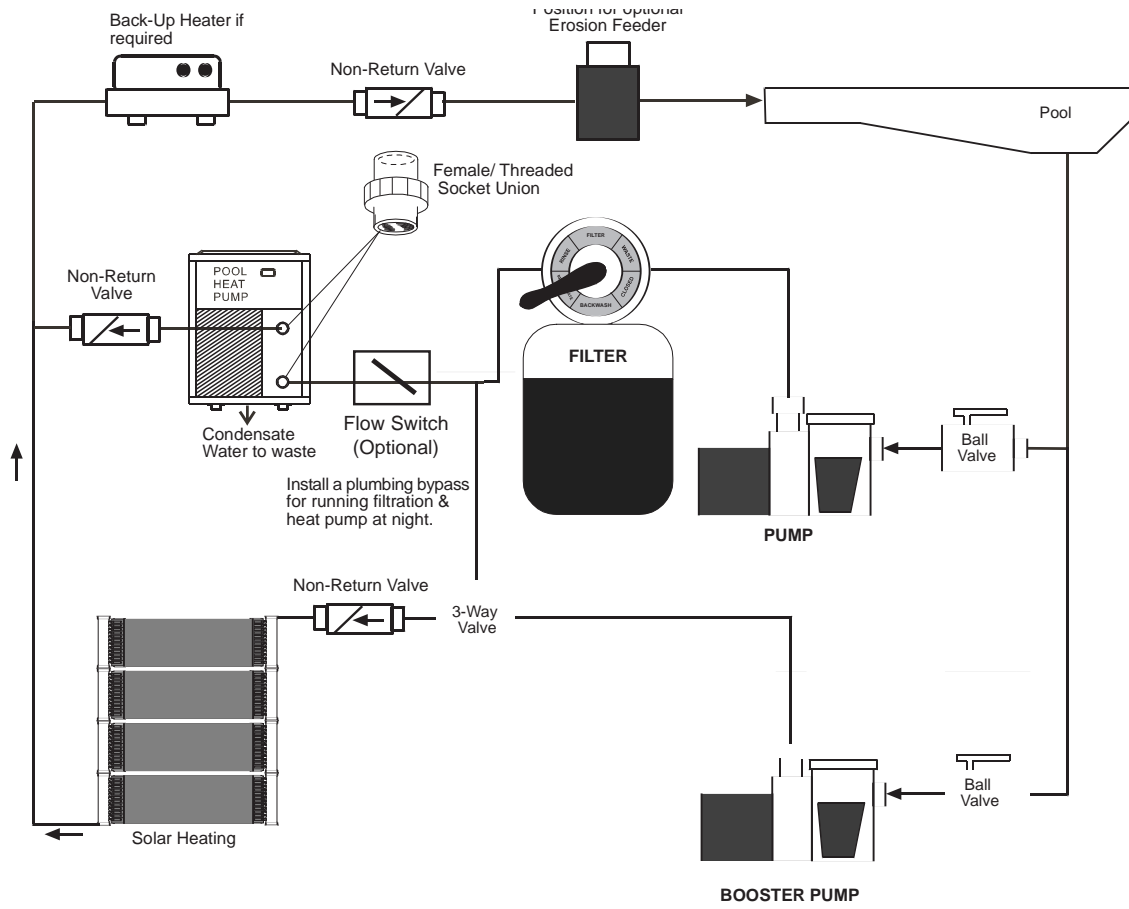 Back-Up Heater if
required
Position for optional
Erosion Feeder
Non-Return Valve
Pool
Female/ Threaded
Socket Union
Non-Return
Valve
POOL
HEAT
PUMP
FILTER
WASTE
CLOSED
BACKWASH
RINSE
FILTER
Flow Switch
(Optional)
Condensate
Water to waste
Ball
Valve
Install a plumbing bypass
for running filtration &
heat pump at night.
PUMP
Non-Return Valve
3-Way
Valve
Ball
Valve
Solar Heating
BOOSTER PUMP